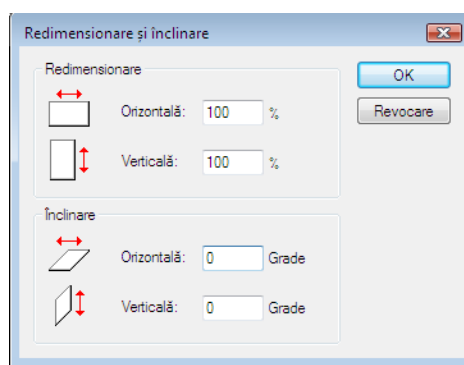 Redimensionare și înclinare
Redimensionare
Orizontală: 100 %
Verticală: 100 %
Înclinare
Orizontală: 0 Grade
Verticală: 0 Grade
OK
Revocare